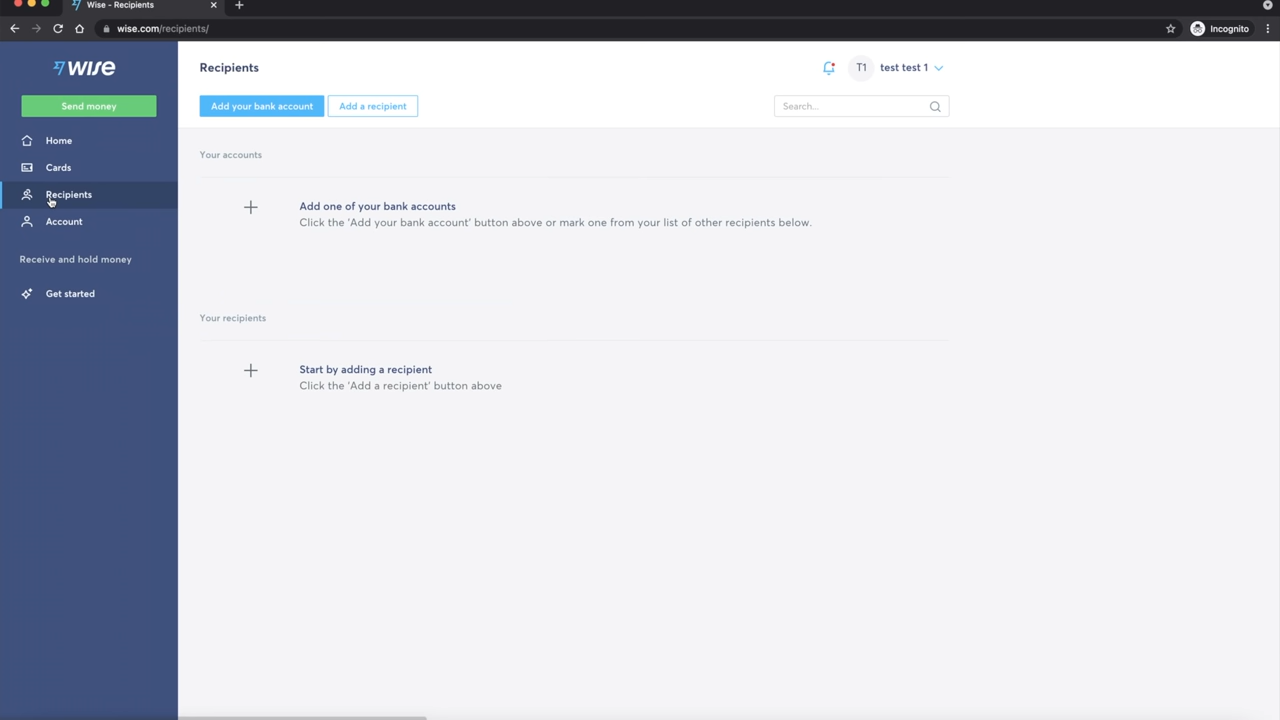 Wise - Recipients
wise.com/recipients/
Incognito
wise
Send money
Home
Cards
Recipients
Account
Receive and hold money
Get started
Recipients
T1
test test 1
Add your bank account
Add a recipient
Search...
Your accounts
Add one of your bank accounts
Click the 'Add your bank account' button above or mark one from your list of other recipients below.
Your recipients
Start by adding a recipient
Click the 'Add a recipient' button above